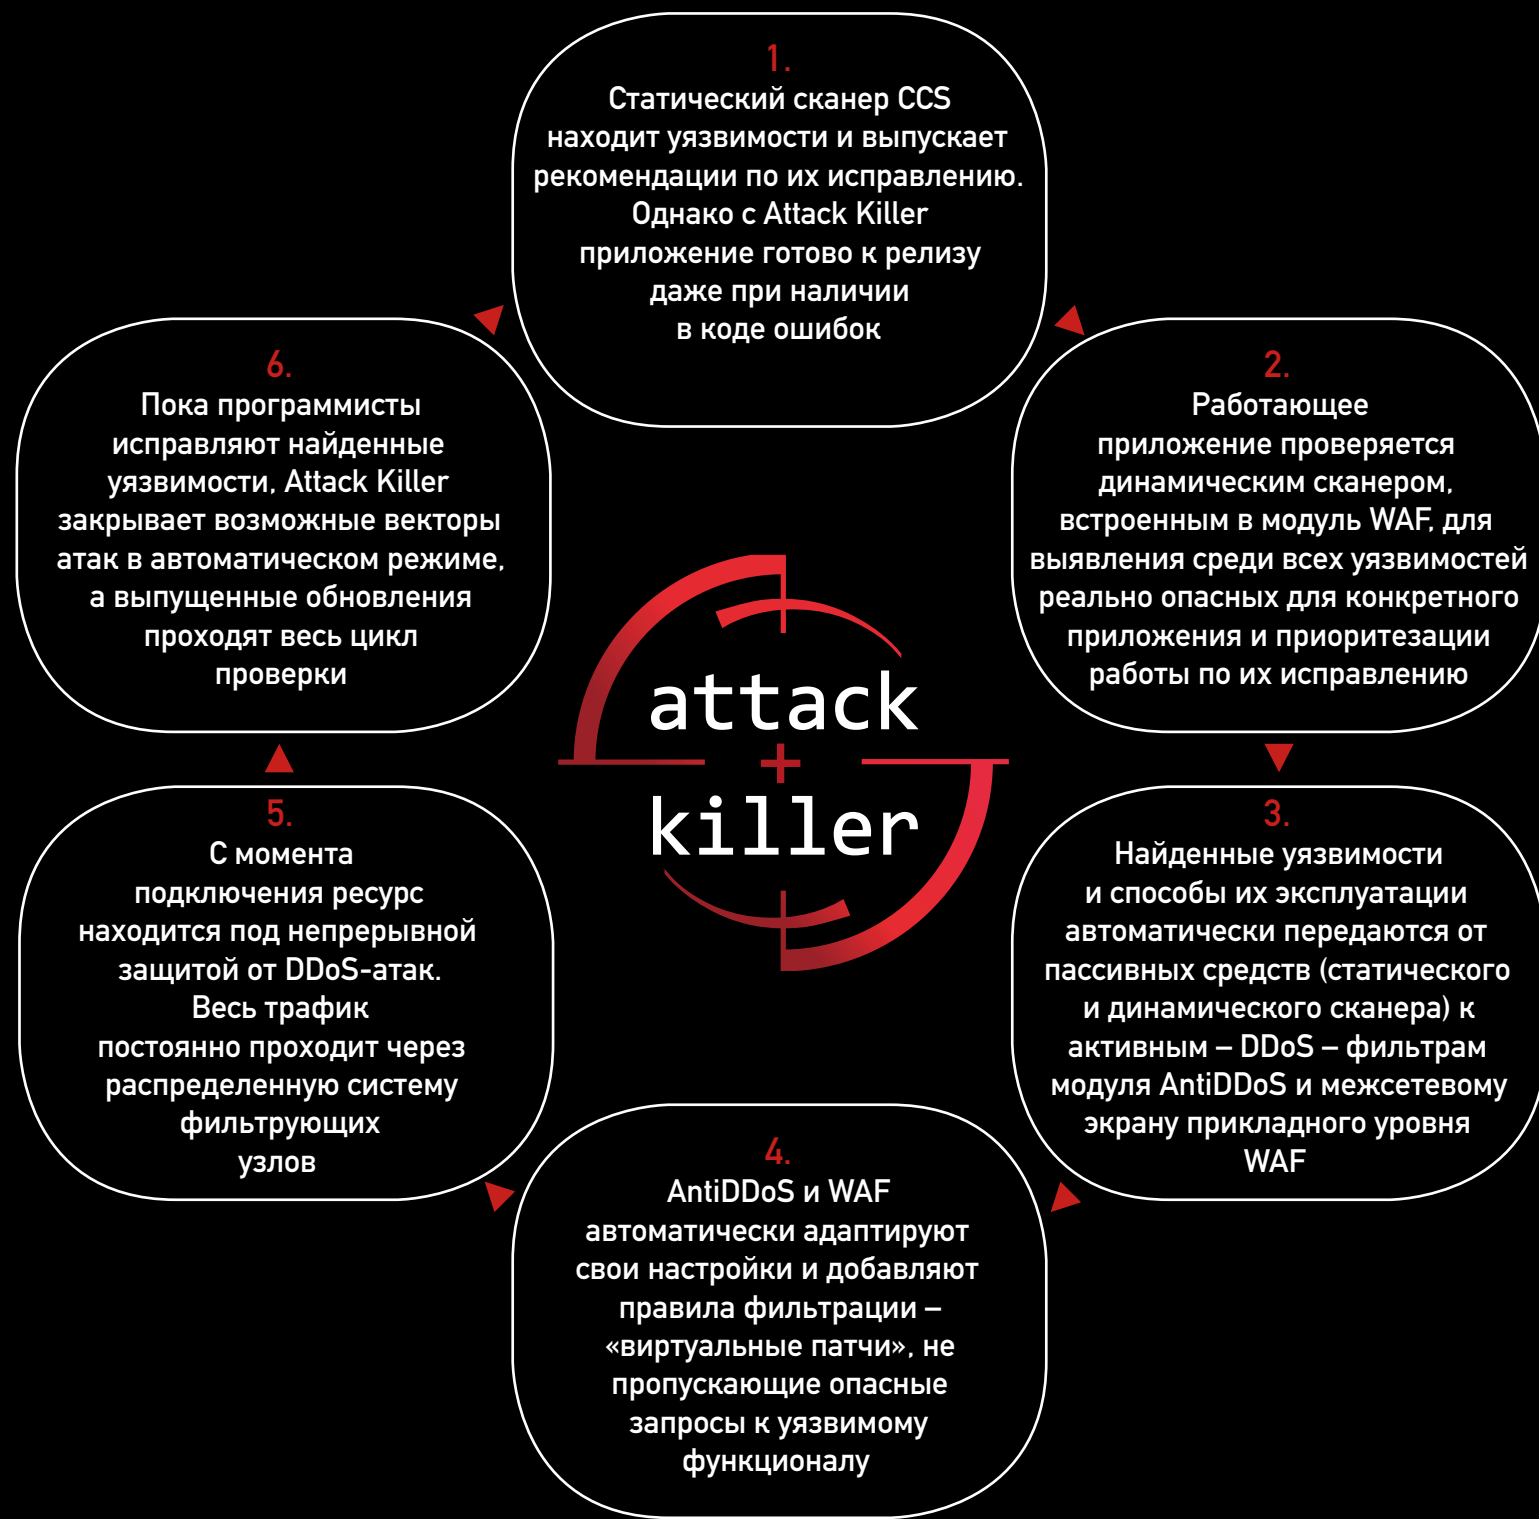 1.
Статический сканер CCS
находит уязвимости и выпускает
рекомендации по их исправлению.
Однако с Attack Killer
приложение готово к релизу
даже при наличии
в коде ошибок
2.
Работающее
приложение проверяется
динамическим сканером,
встроенным в модуль WAF, для
выявления среди всех уязвимостей
реально опасных для конкретного
приложения и приоритезации
работы по их исправлению
3.
Найденные уязвимости
и способы их эксплуатации
автоматически передаются от
пассивных средств (статического
и динамического сканера) к
активным – DDoS – фильтрам
модуля AntiDDoS и межсетевому
экрану прикладного уровня
WAF
4.
AntiDDoS и WAF
автоматически адаптируют
свои настройки и добавляют
правила фильтрации –
«виртуальные патчи», не
пропускающие опасные
запросы к уязвимому
функционалу
5.
С момента
подключения ресурс
находится под непрерывной
защитой от DDoS-атак.
Весь трафик
постоянно проходит через
распределенную систему
фильтрующих
узлов
6.
Пока программисты
исправляют найденные
уязвимости, Attack Killer
закрывает возможные векторы
атак в автоматическом режиме,
а выпущенные обновления
проходят весь цикл
проверки
attack
+
killer